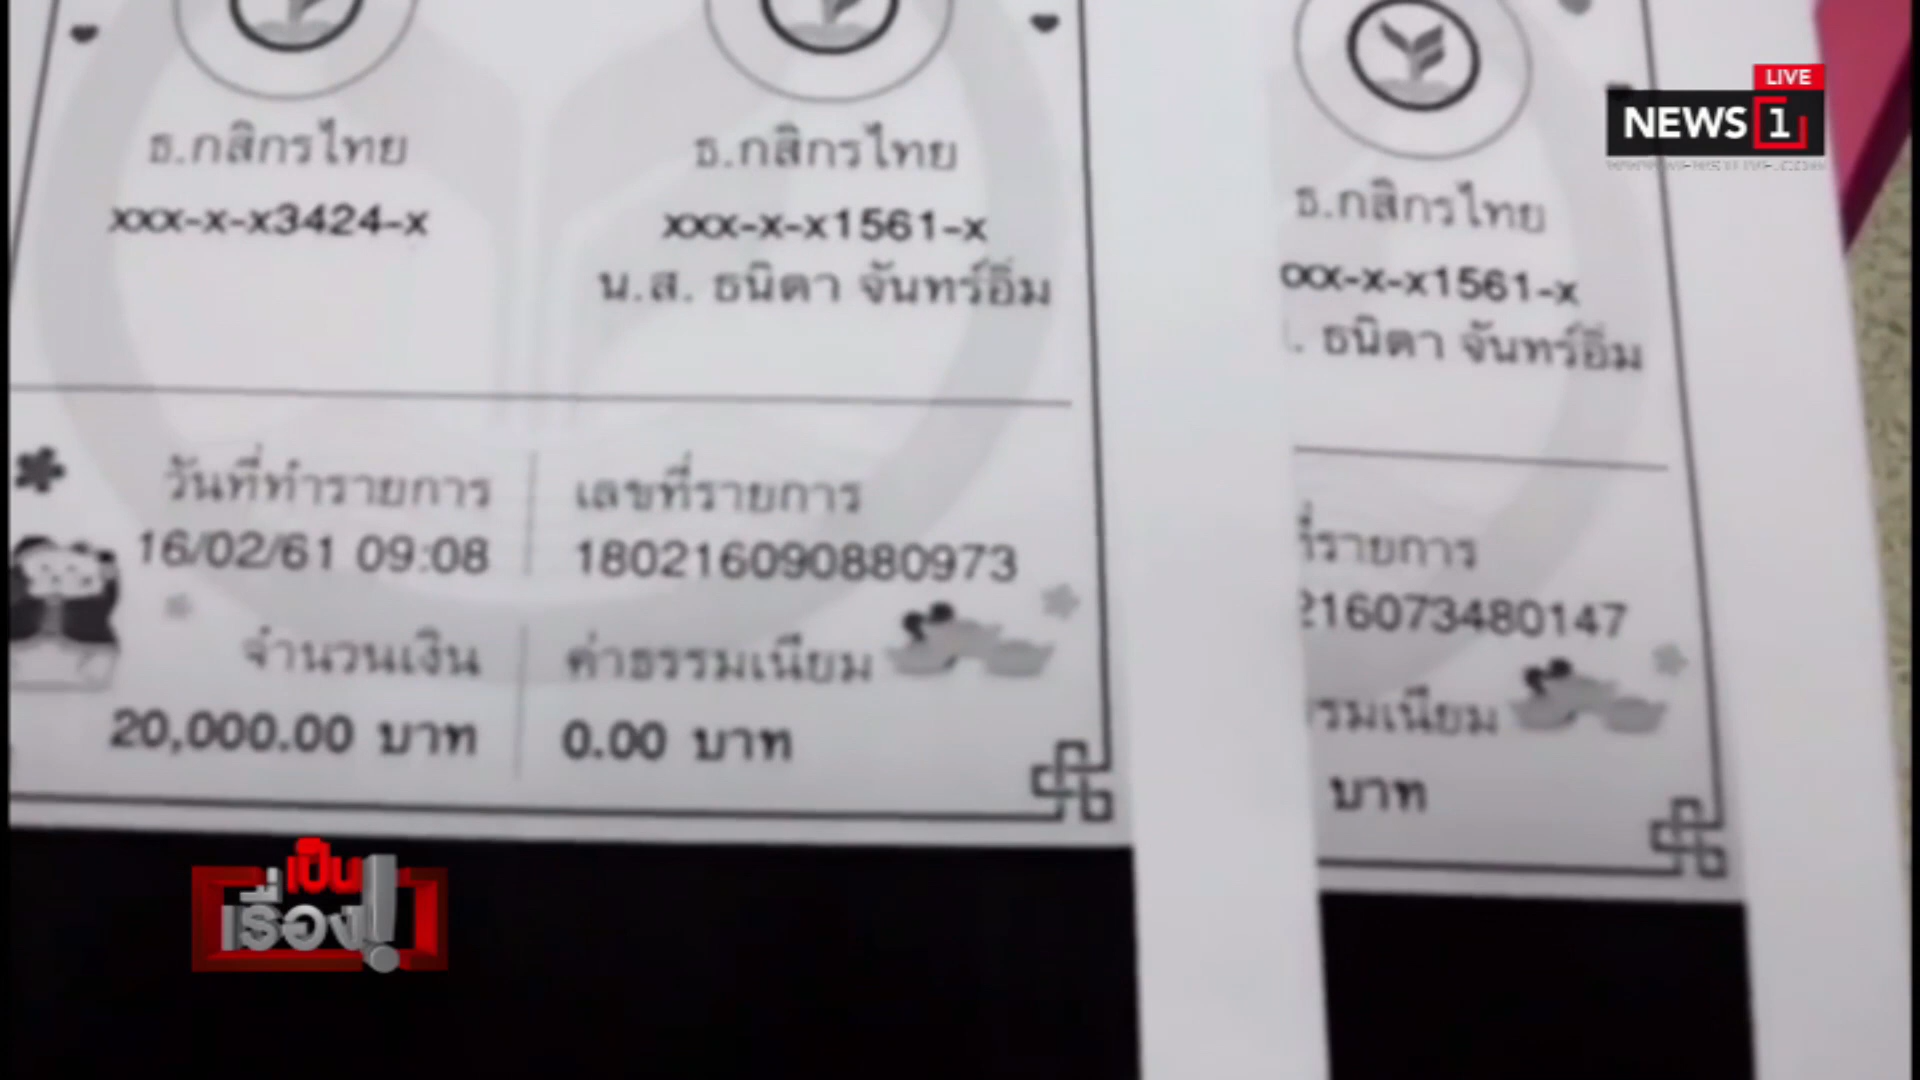 ธ.กสิกรไทย
xxx-x-x3424-x
ธ.กสิกรไทย
xxx-x-x1561-x
น.ส. ธนิดา จันทร์อิ่ม
วันที่ทำรายการ
16/02/61 09:08
เลขที่รายการ
180216090880973
จำนวนเงิน
20,000.00 บาท
ค่าธรรมเนียม
0.00 บาท
ธ.กสิกรไทย
xxx-x-x1561-x
. ธนิดา จันทร์อิ่ม
ที่รายการ
216073480147
รรมเนียม
บาท
LIVE
NEWS 1
เป็น
เรื่อง!